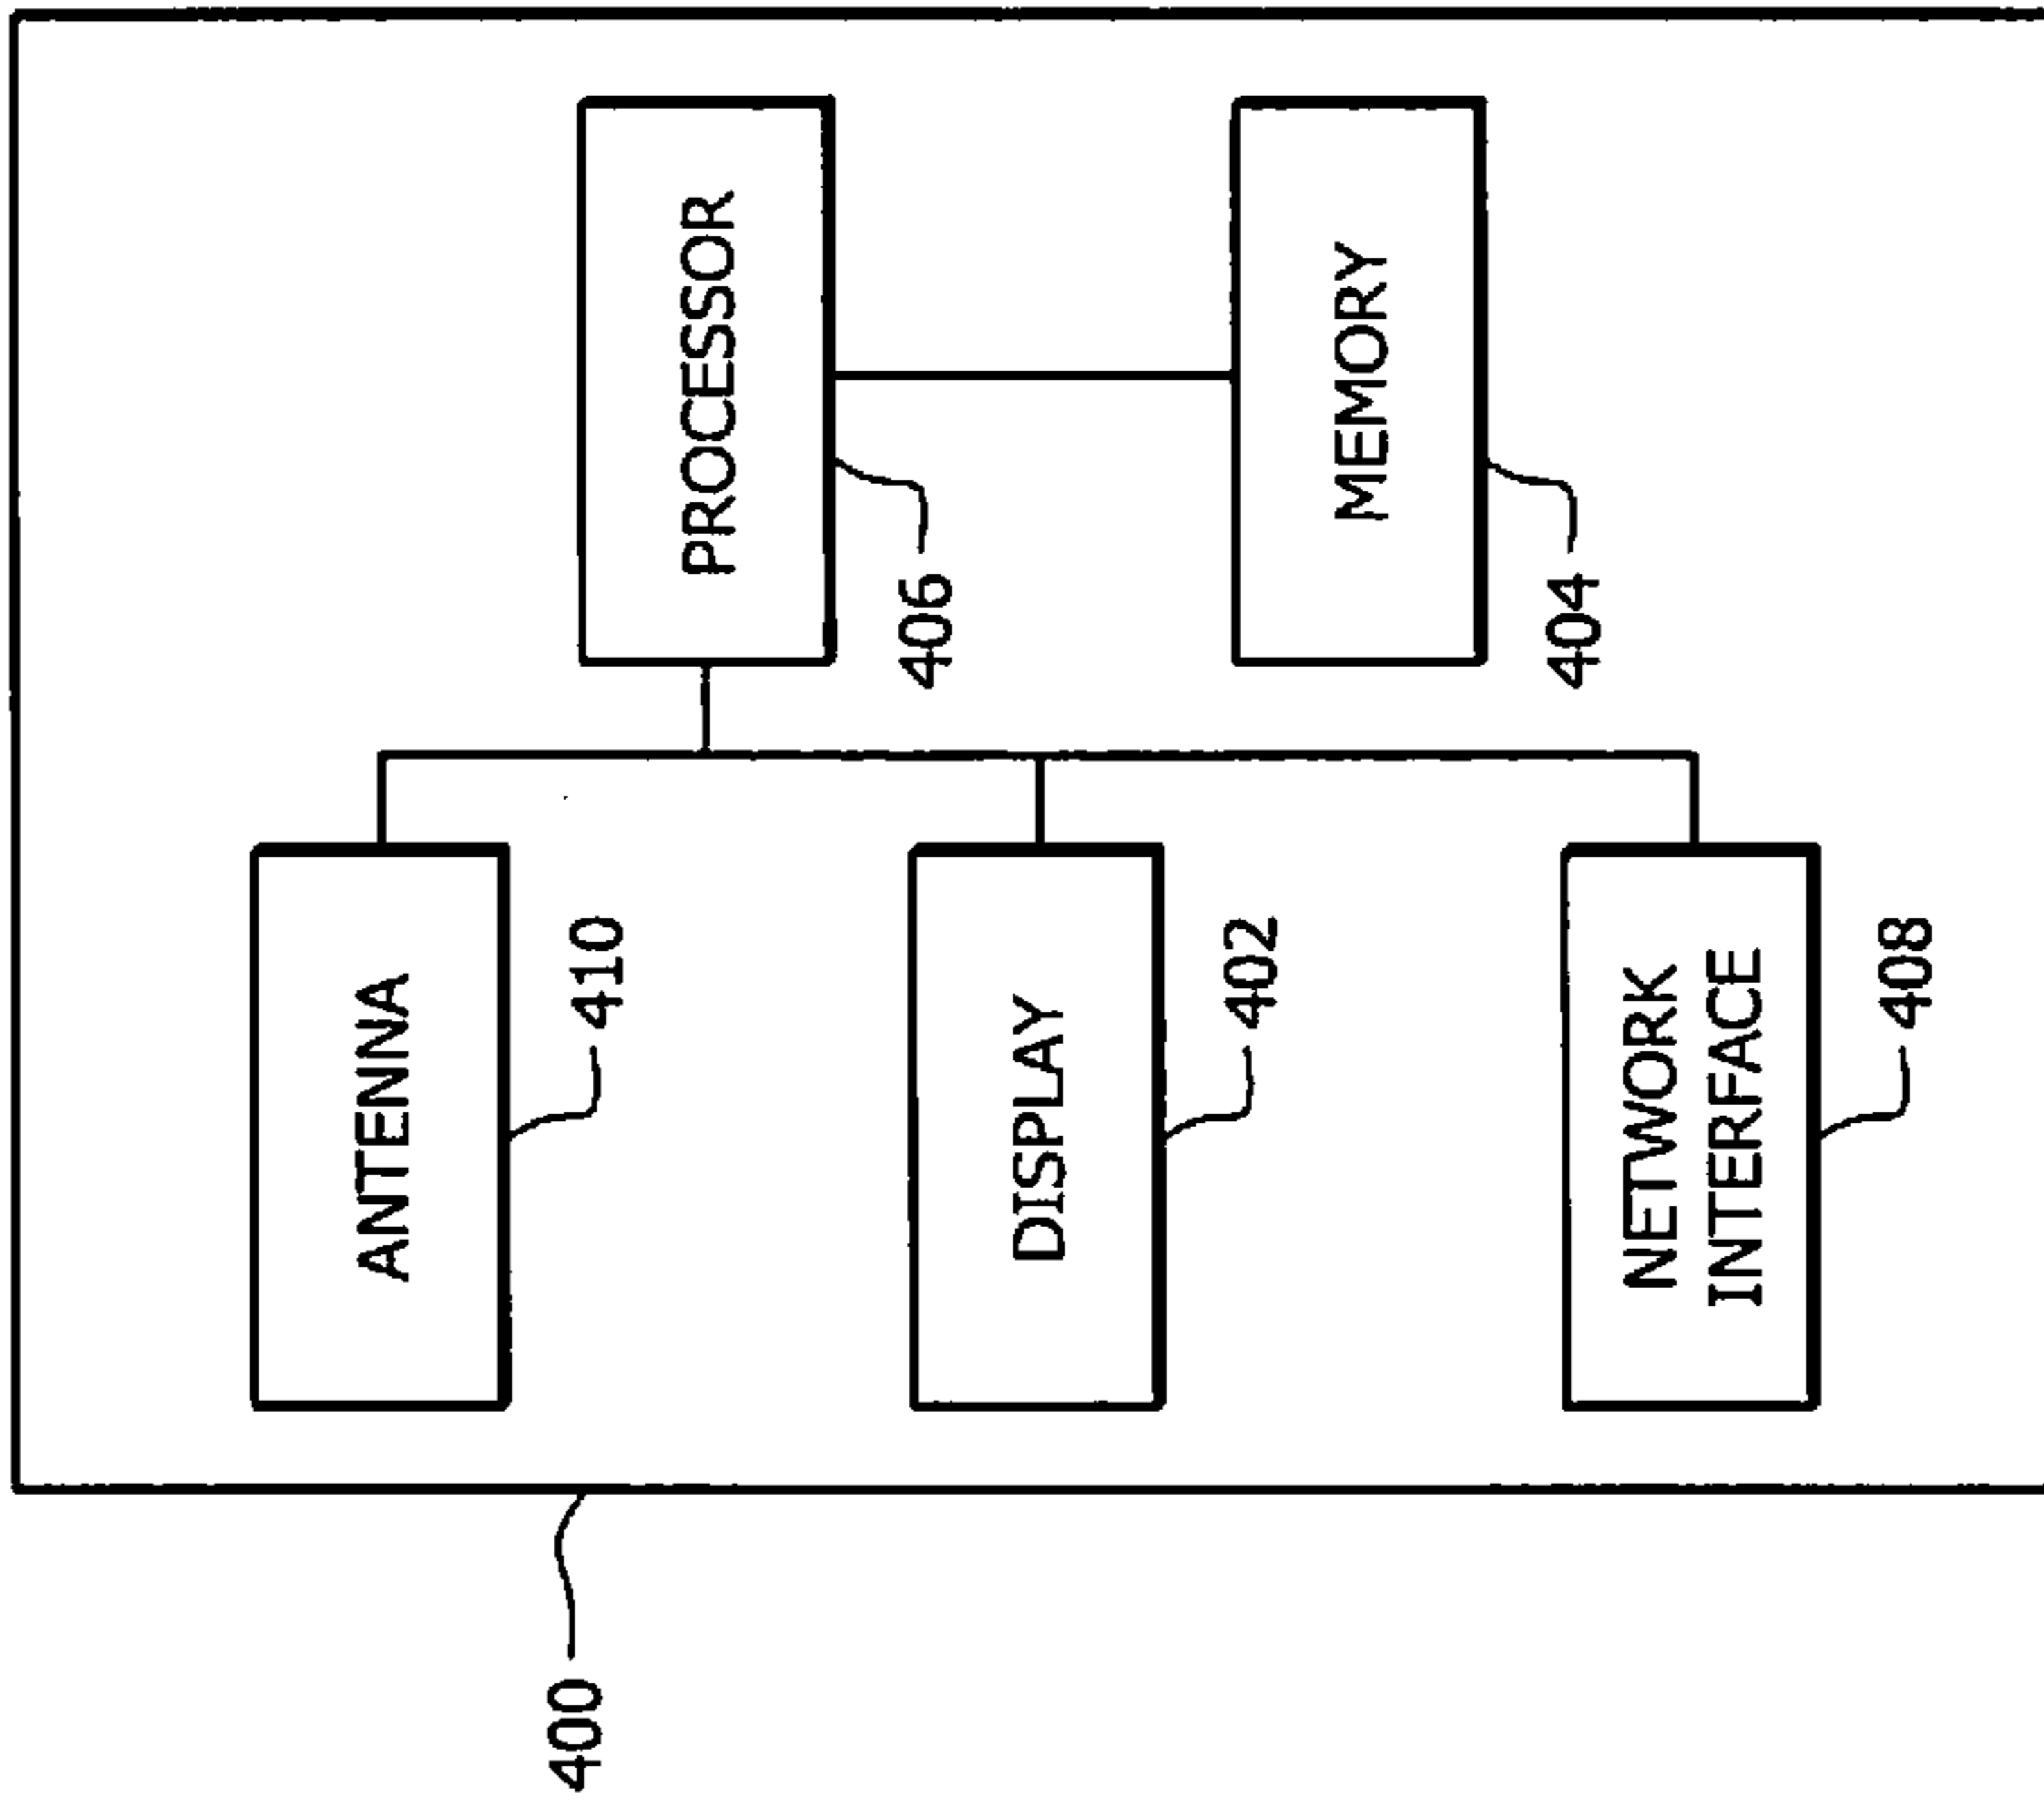 400
ANTENNA
410
PROCESSOR
406
DISPLAY
402
MEMORY
404
NETWORK
INTERFACE
408